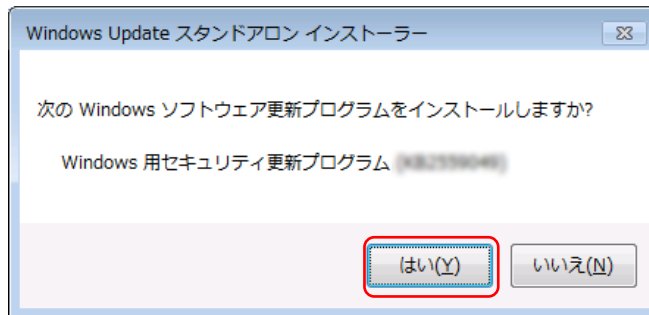 Windows Update スタンドアロン インストーラー
次の Windows ソフトウェア更新プログラムをインストールしますか?
Windows 用セキュリティ更新プログラム
はい(Y)
いいえ(N)